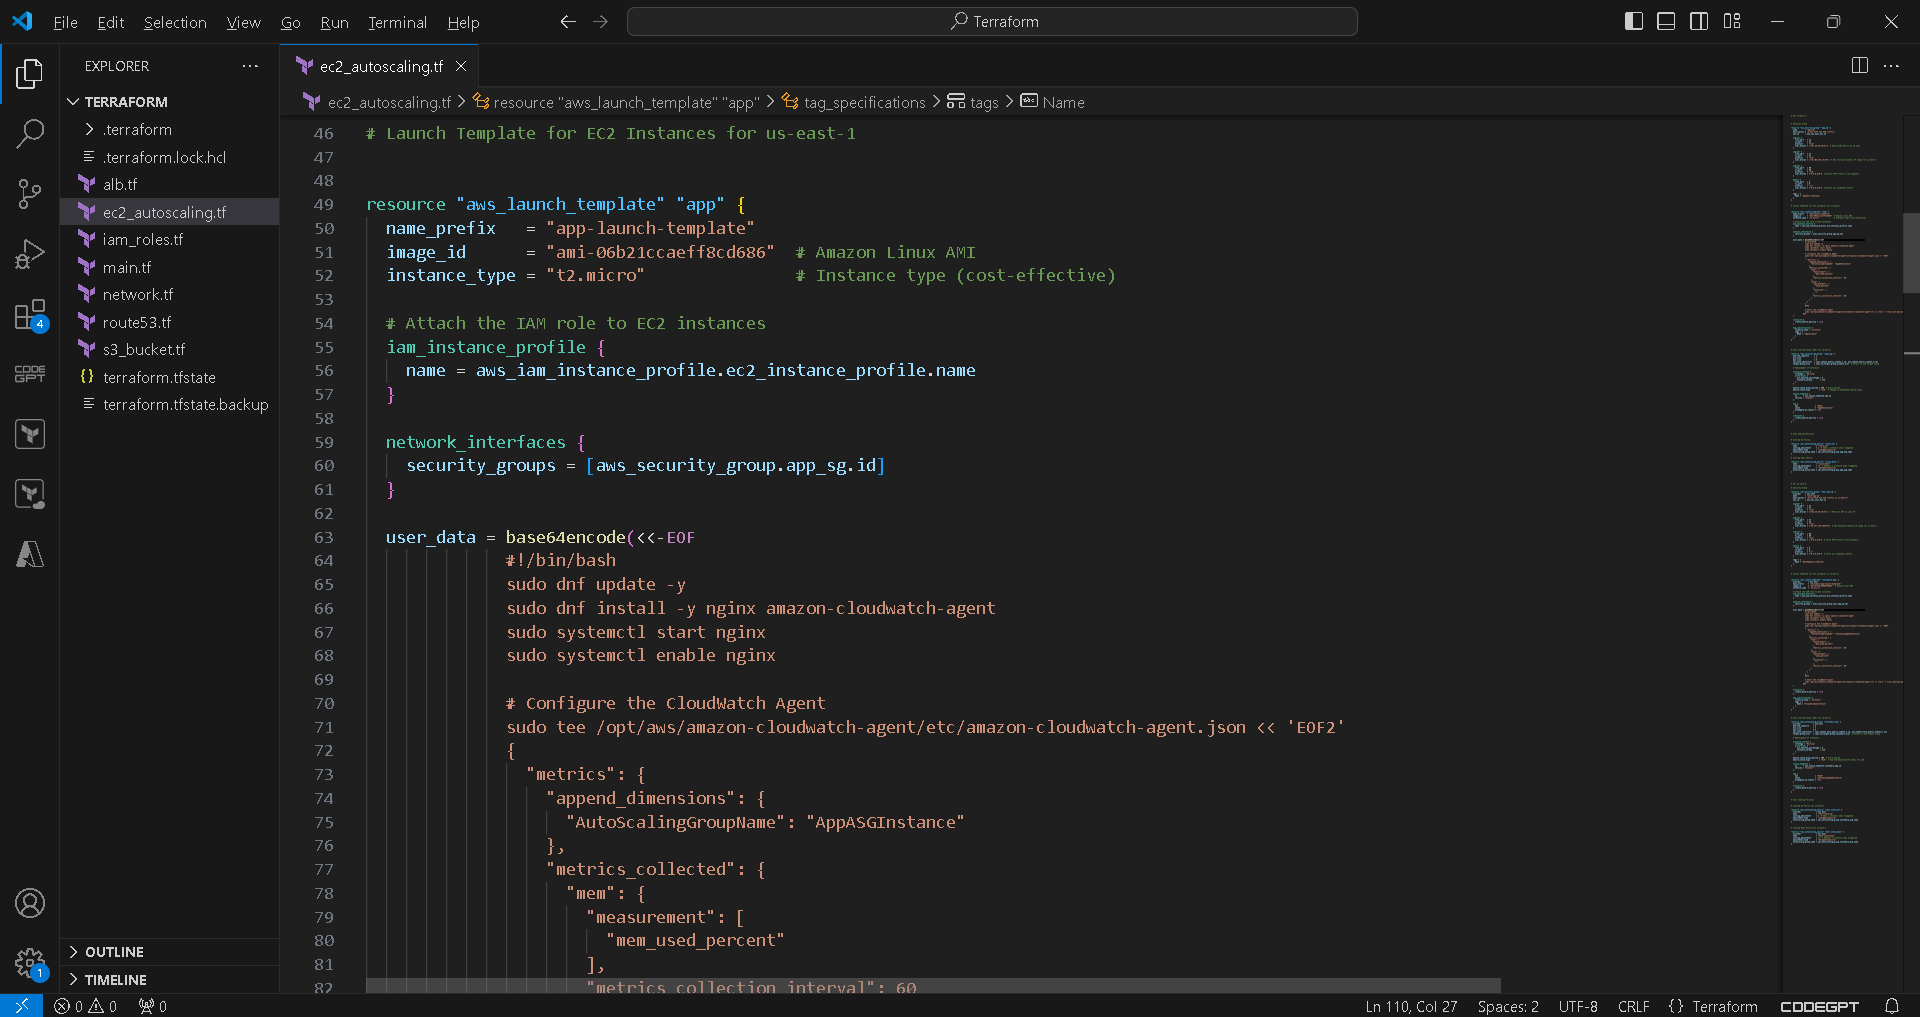 File Edit Selection View Go Run Terminal Help
Terraform
EXPLORER
TERRAFORM
.terraform
.terraform.lock.hcl
alb.tf
ec2_autoscaling.tf
iam_roles.tf
main.tf
network.tf
route53.tf
s3_bucket.tf
{} terraform.tfstate
terraform.tfstate.backup
4
CODE
GPT
1
OUTLINE
TIMELINE
ec2_autoscaling.tf
ec2_autoscaling.tf > resource "aws_launch_template" "app" > tag_specifications > tags > abc Name
46 # Launch Template for EC2 Instances for us-east-1
47
48
49 resource "aws_launch_template" "app" {
50 name_prefix = "app-launch-template"
51 image_id = "ami-06b21ccaeff8cd686" # Amazon Linux AMI
52 instance_type = "t2.micro" # Instance type (cost-effective)
53
54 # Attach the IAM role to EC2 instances
55 iam_instance_profile {
56 name = aws_iam_instance_profile.ec2_instance_profile.name
57 }
58
59 network_interfaces {
60 security_groups = [aws_security_group.app_sg.id]
61 }
62
63 user_data = base64encode(<<-EOF
64 #!/bin/bash
65 sudo dnf update -y
66 sudo dnf install -y nginx amazon-cloudwatch-agent
67 sudo systemctl start nginx
68 sudo systemctl enable nginx
69
70 # Configure the CloudWatch Agent
71 sudo tee /opt/aws/amazon-cloudwatch-agent/etc/amazon-cloudwatch-agent.json << 'EOF2'
72 {
73 "metrics": {
74 "append_dimensions": {
75 "AutoScalingGroupName": "AppASGInstance"
76 },
77 "metrics_collected": {
78 "mem": {
79 "measurement": [
80 "mem_used_percent"
81 ],
82 "metrics_collection_interval": 60
0 0 0 Ln 110, Col 27 Spaces: 2 UTF-8 CRLF {} Terraform CODEGPT